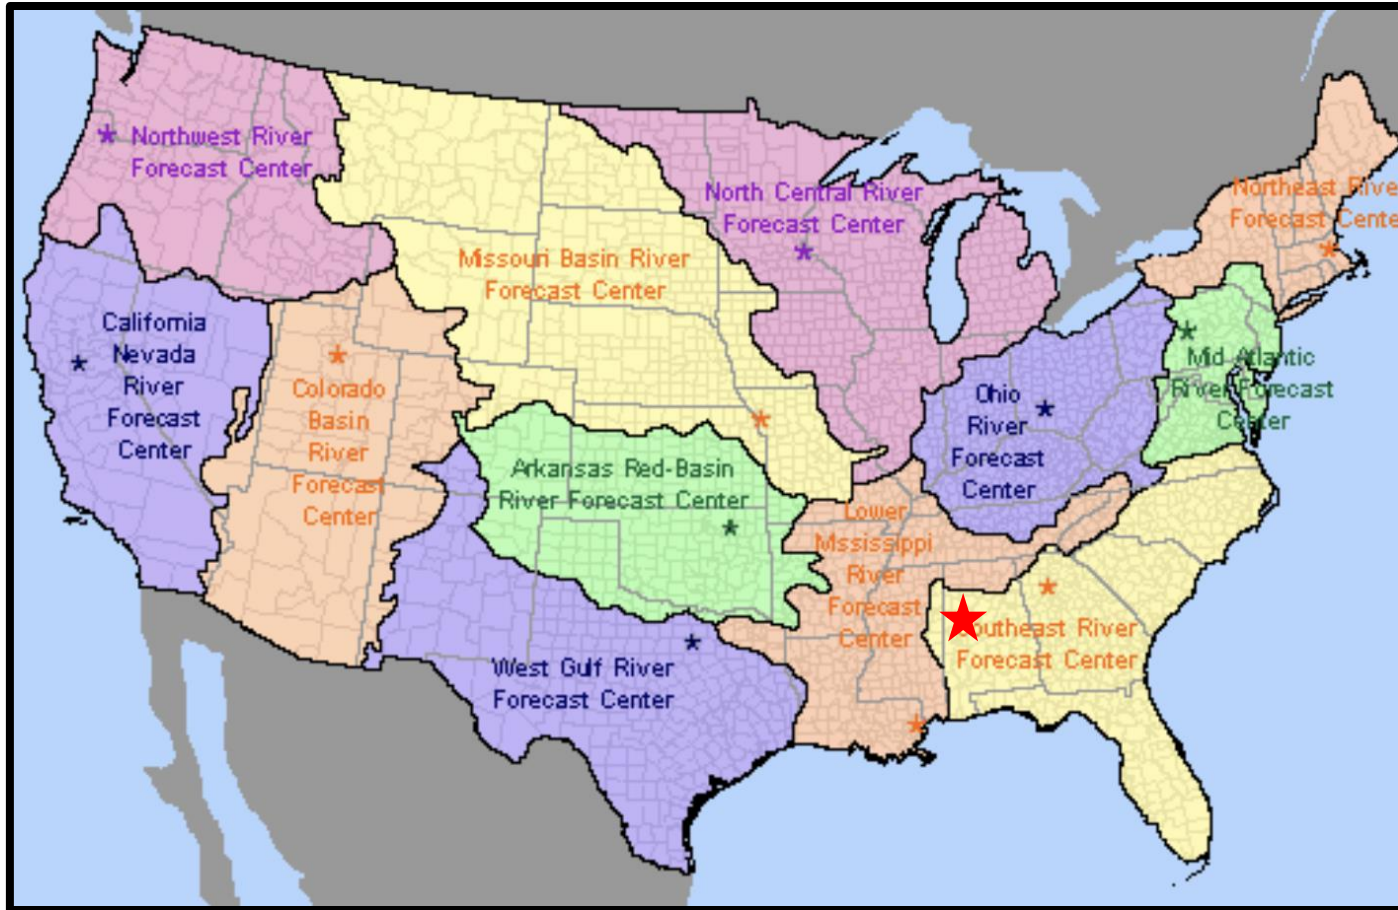 Northwest River
Forecast Center
North Central River
Forecast Center
Northeast River
Forecast Center
Missouri Basin River
Forecast Center
California
Nevada
River
Forecast
Center
Colorado
Basin
River
Forecast
Center
Mid Atlantic
River Forecast
Center
Ohio
River
Forecast
Center
Arkansas Red-Basin
River Forecast Center
Lower
Mssissippi
River
Forecast
Center
outheast River
Forecast Center
West Gulf River
Forecast Center